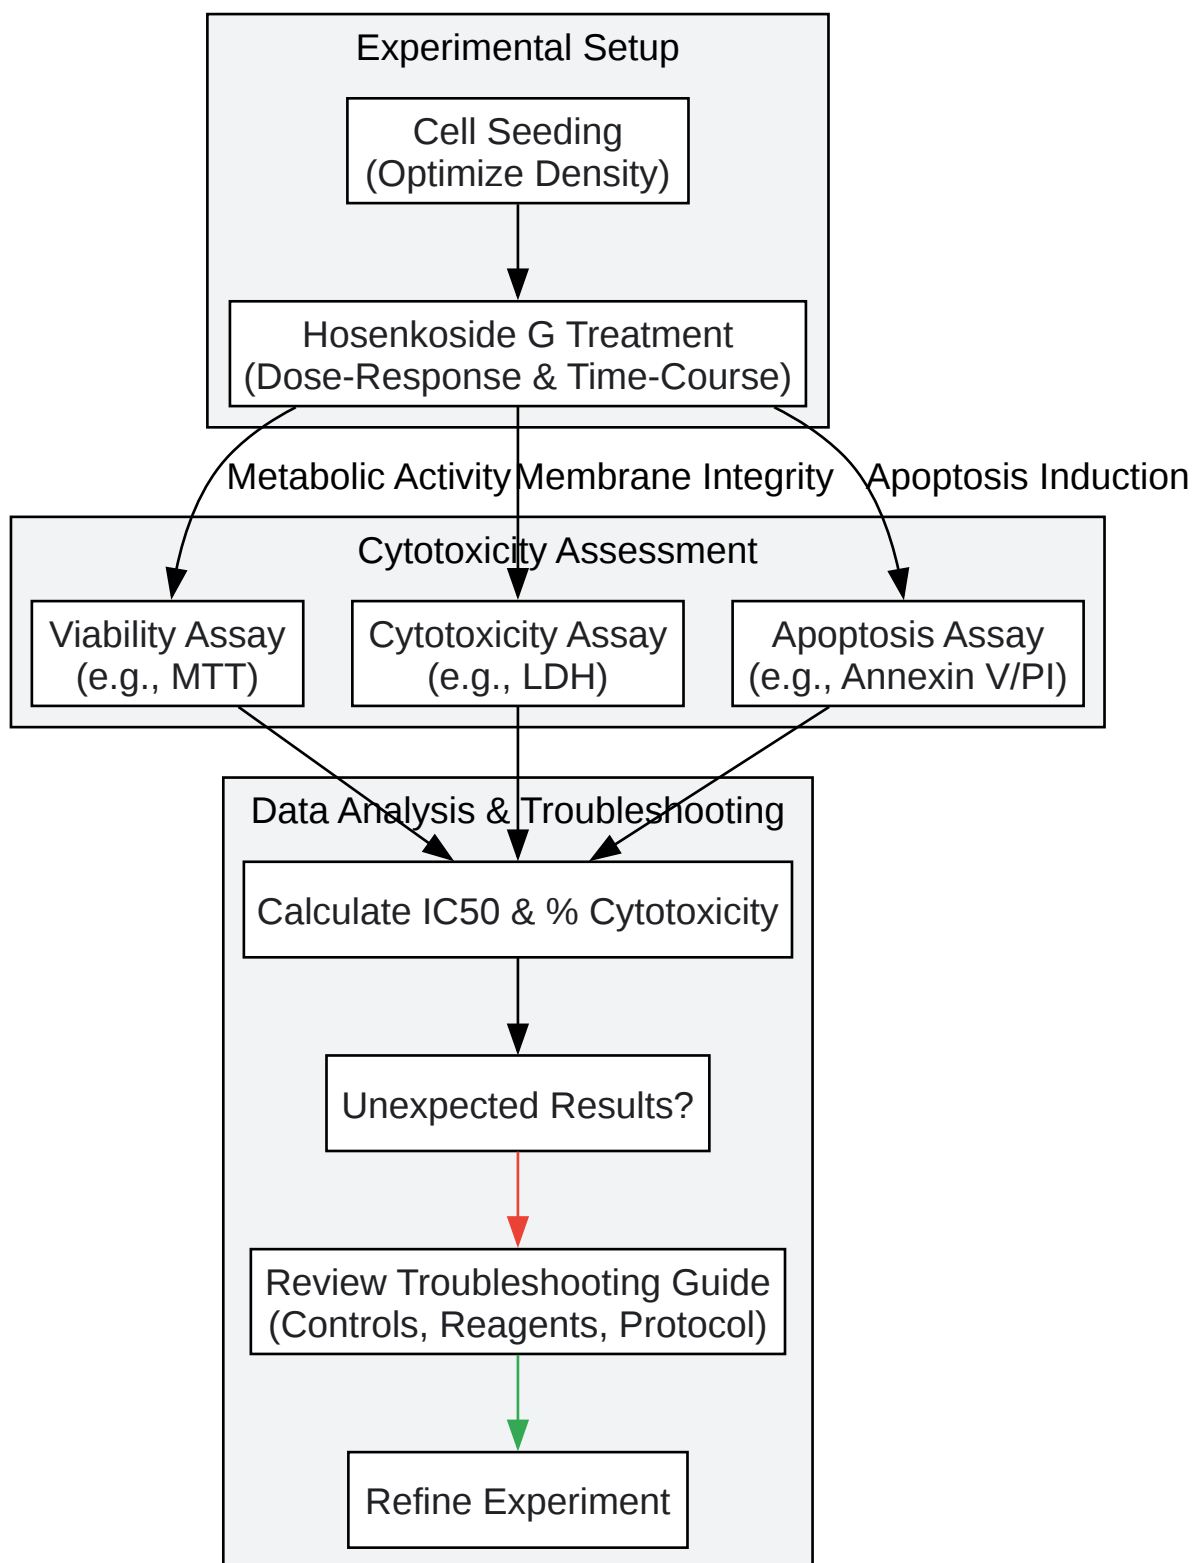 Experimental Setup
Cell Seeding
(Optimize Density)
Hosenkoside G Treatment
(Dose-Response & Time-Course)
Metabolic Activity
Membrane Integrity
Apoptosis Induction
Cytotoxicity Assessment
Viability Assay
(e.g., MTT)
Cytotoxicity Assay
(e.g., LDH)
Apoptosis Assay
(e.g., Annexin V/PI)
Data Analysis & Troubleshooting
Calculate IC50 & % Cytotoxicity
Unexpected Results?
Review Troubleshooting Guide
(Controls, Reagents, Protocol)
Refine Experiment